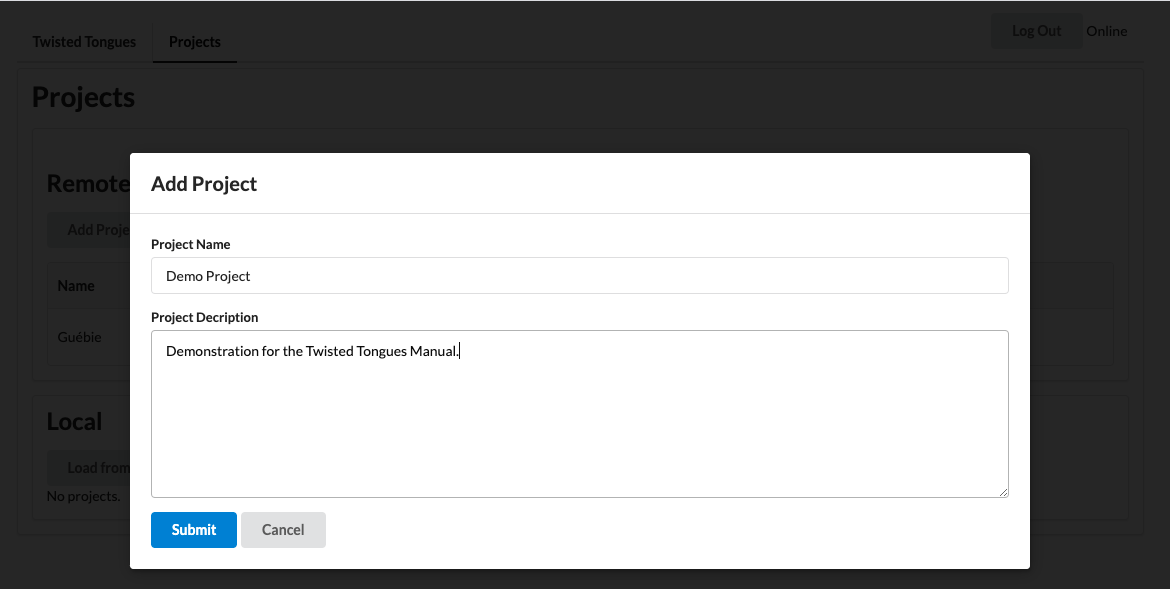 Twisted Tongues
Projects
Log Out
Online
Projects
Remote
Add Proje
Name
Guébie
Local
Load from
No projects.
Add Project
Project Name
Demo Project
Project Decription
Demonstration for the Twisted Tongues Manual.
Submit
Cancel